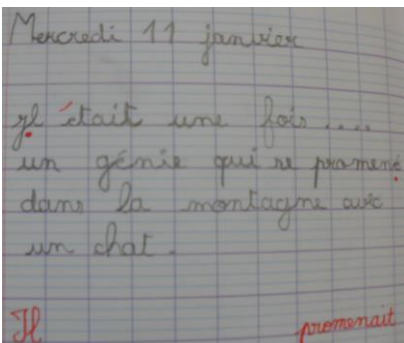 Mercredi 11 janvier
Il était une fois ....
un génie qui se promène
dans la montagne avec
un chat.
Il promenait